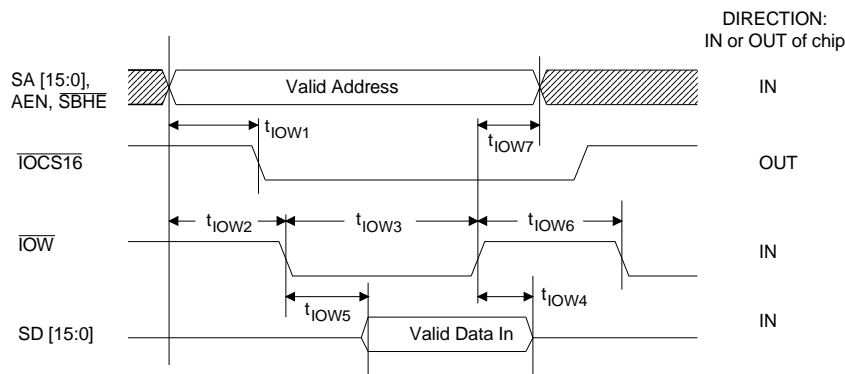 DIRECTION:
IN or OUT of chip
SA [15:0],
AEN, SBHE
Valid Address
IN
tIOW1
tIOW7
IOCS16
OUT
tIOW2
tIOW3
tIOW6
IOW
IN
tIOW5
tIOW4
SD [15:0]
Valid Data In
IN